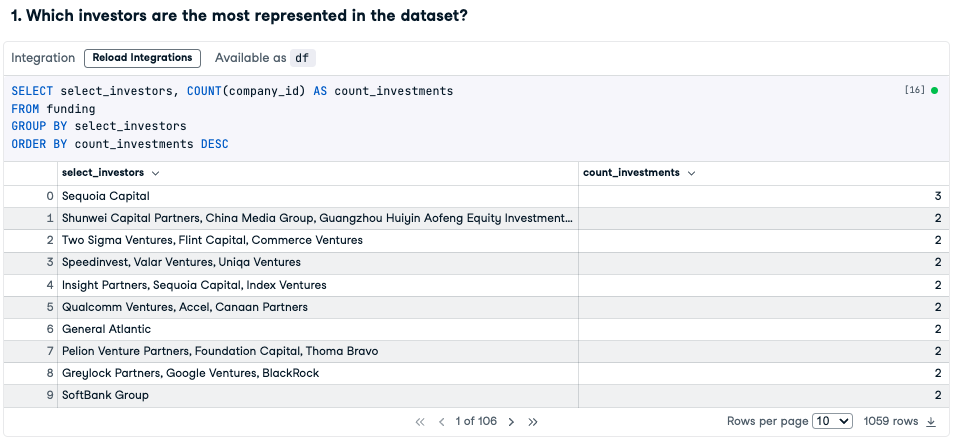 1. Which investors are the most represented in the dataset?
Integration Reload Integrations Available as df
SELECT select_investors, COUNT(company_id) AS count_investments [16]
FROM funding
GROUP BY select_investors
ORDER BY count_investments DESC
select_investors count_investments
0 Sequoia Capital 3
1 Shunwei Capital Partners, China Media Group, Guangzhou Huiyin Aofeng Equity Investment... 2
2 Two Sigma Ventures, Flint Capital, Commerce Ventures 2
3 Speedinvest, Valar Ventures, Uniqa Ventures 2
4 Insight Partners, Sequoia Capital, Index Ventures 2
5 Qualcomm Ventures, Accel, Canaan Partners 2
6 General Atlantic 2
7 Pelion Venture Partners, Foundation Capital, Thoma Bravo 2
8 Greylock Partners, Google Ventures, BlackRock 2
9 SoftBank Group 2
« ‹ 1 of 106 › » Rows per page 10 1059 rows